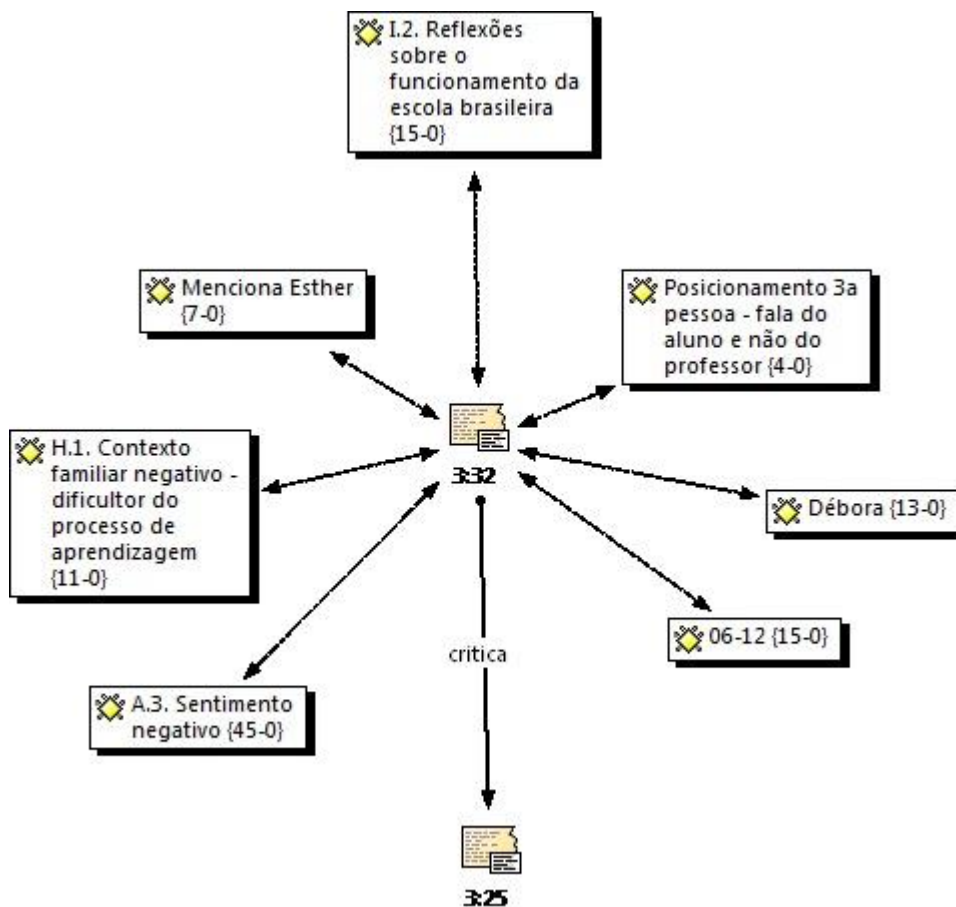 I.2. Reflexões
sobre o
funcionamento da
escola brasileira
{15-0}
Menciona Esther
{7-0}
Posicionamento 3a
pessoa - fala do
aluno e não do
professor {4-0}
3:32
H.1. Contexto
familiar negativo -
dificultor do
processo de
aprendizagem
{11-0}
Débora {13-0}
06-12 {15-0}
critica
A.3. Sentimento
negativo {45-0}
3:25